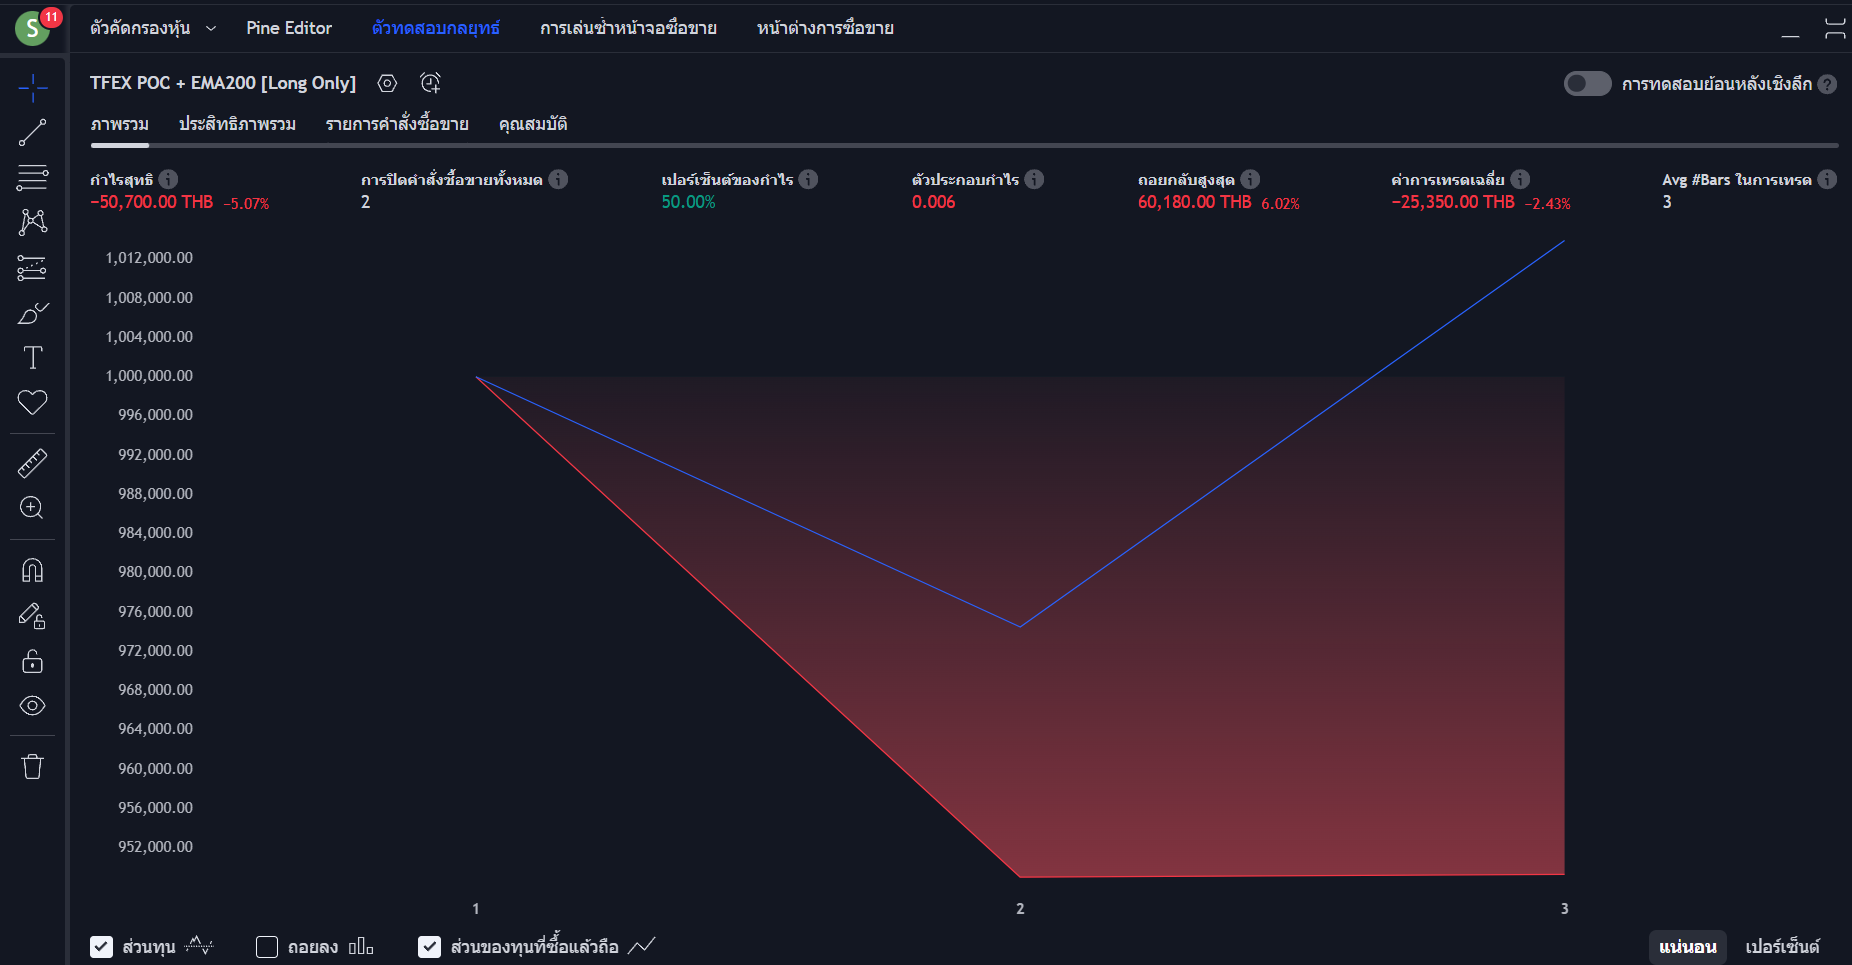 S 11 ตัวคัดกรองหุ้น Pine Editor ตัวทดสอบกลยุทธ์ การเล่นซ้ำหน้าจอซื้อขาย หน้าต่างการซื้อขาย
TFEX POC + EMA200 [Long Only] การทดสอบย้อนหลังเชิงลึก ?
ภาพรวม ประสิทธิภาพรวม รายการคำสั่งซื้อขาย คุณสมบัติ
กำไรสุทธิ การปิดคำสั่งซื้อขายทั้งหมด เปอร์เซ็นต์ของกำไร ตัวประกอบกำไร ถอยกลับสูงสุด ค่าการเทรดเฉลี่ย Avg #Bars ในการเทรด
−50,700.00 THB −5.07% 2 50.00% 0.006 60,180.00 THB 6.02% −25,350.00 THB −2.43% 3
1,012,000.00
1,008,000.00
1,004,000.00
1,000,000.00
996,000.00
992,000.00
988,000.00
984,000.00
980,000.00
976,000.00
972,000.00
968,000.00
964,000.00
960,000.00
956,000.00
952,000.00
1 2 3
ส่วนทุน ถอยลง ส่วนของทุนที่ซื้อแล้วถือ แน่นอน เปอร์เซ็นต์